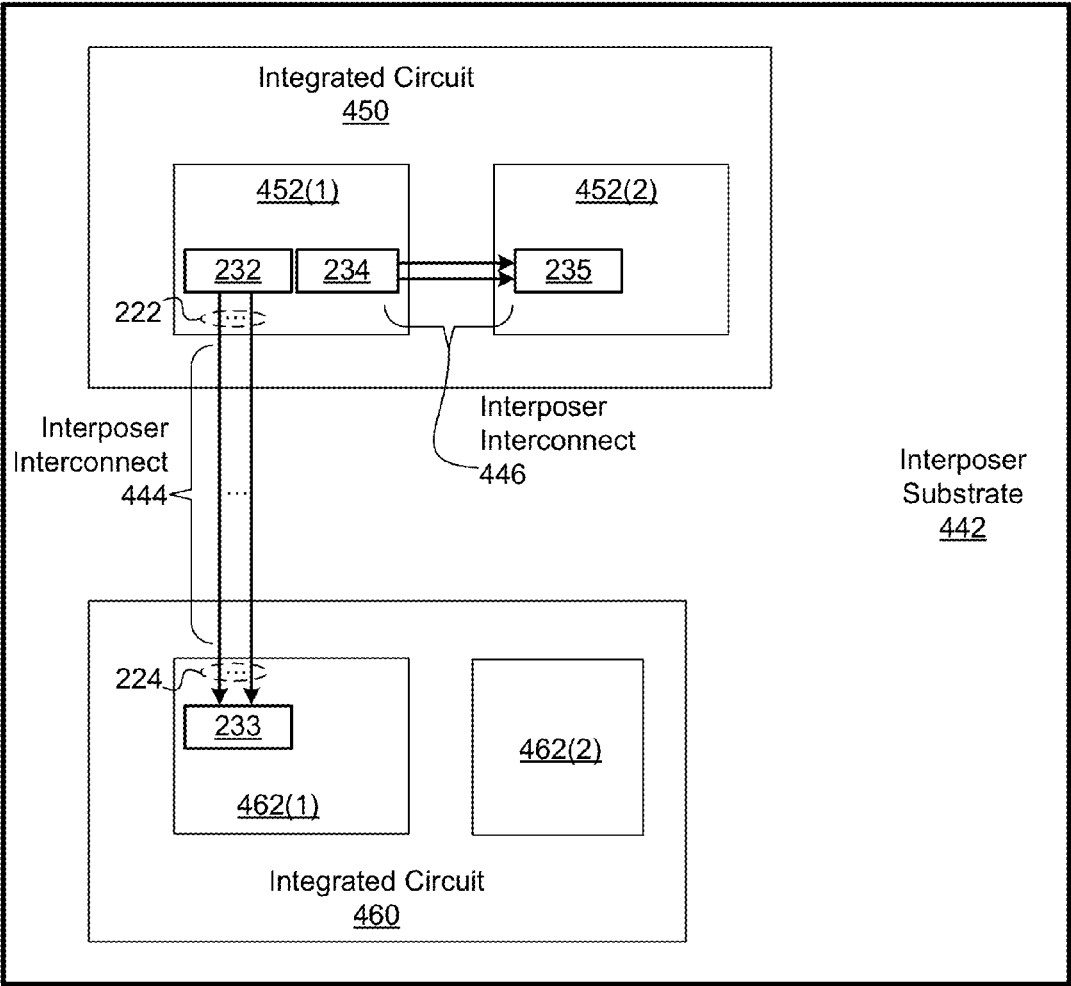 Integrated Circuit
450
452(1)
452(2)
232
234
235
222
Interposer
Interconnect
444
Interposer
Interconnect
446
Interposer
Substrate
442
224
233
462(1)
462(2)
Integrated Circuit
460